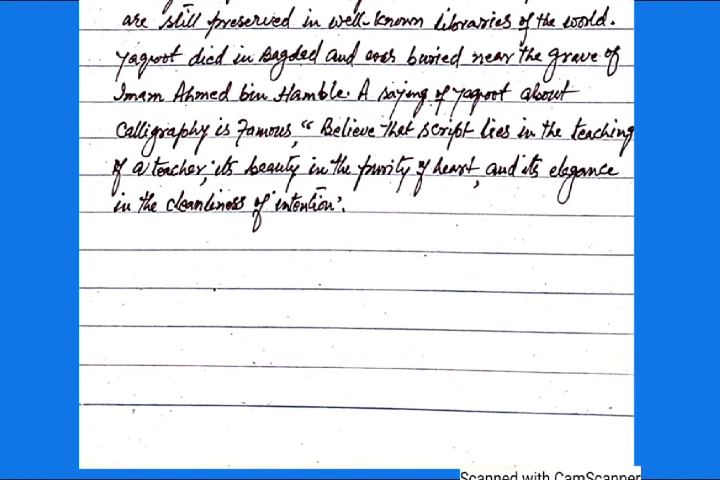 are still preserved in well-known libraries of the world.
Yaqoot died in Bagded and was buried near the grave of
Imam Ahmed bin Hamble. A saying of Yaqoot about
Calligraphy is Famous, "Believe that script lies in the teaching
of a teacher, its beauty in the purity of heart, and its elegance
in the cleanliness of intention'.
Scanned with CamScanner